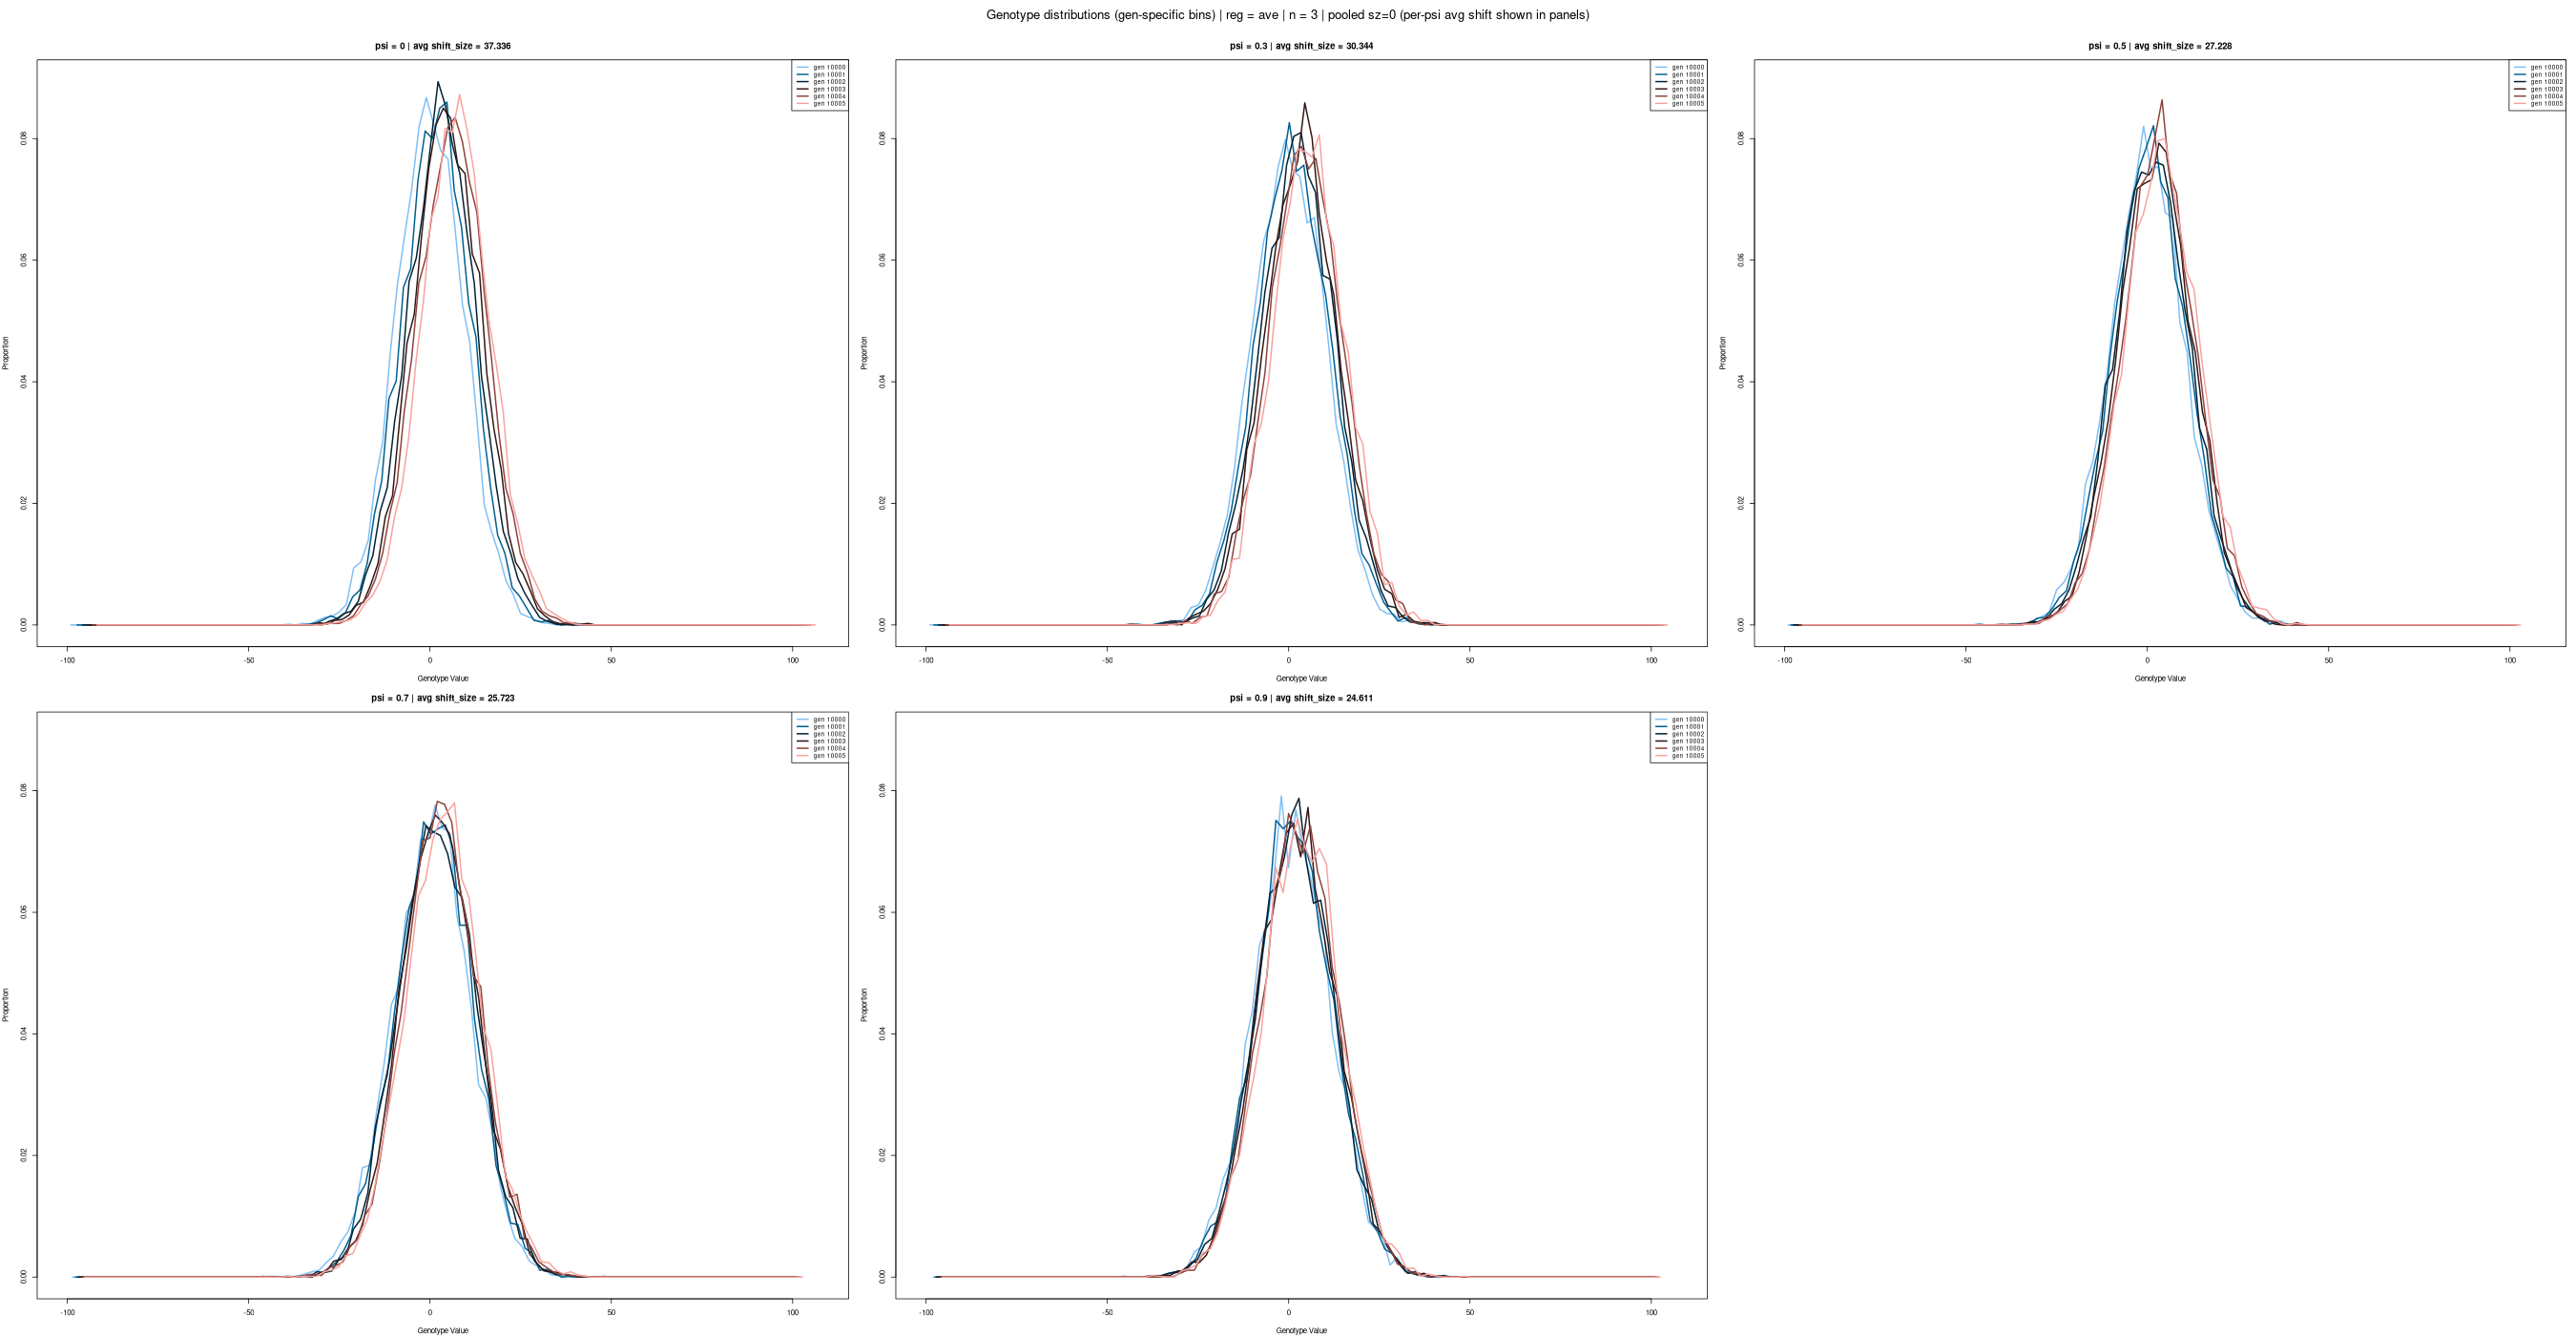 Genotype distributions (gen-specific bins) | reg = ave | n = 3 | pooled sz=0 (per-psi avg shift shown in panels)
psi = 0 | avg shift_size = 37.336
gen 10000
gen 10001
gen 10002
gen 10003
gen 10004
gen 10005
Proportion
0.08
0.06
0.04
0.02
0.00
-100
-50
0
50
100
Genotype Value
psi = 0.3 | avg shift_size = 30.344
gen 10000
gen 10001
gen 10002
gen 10003
gen 10004
gen 10005
Proportion
0.08
0.06
0.04
0.02
0.00
-100
-50
0
50
100
Genotype Value
psi = 0.5 | avg shift_size = 27.228
gen 10000
gen 10001
gen 10002
gen 10003
gen 10004
gen 10005
Proportion
0.08
0.06
0.04
0.02
0.00
-100
-50
0
50
100
Genotype Value
psi = 0.7 | avg shift_size = 25.723
gen 10000
gen 10001
gen 10002
gen 10003
gen 10004
gen 10005
Proportion
0.08
0.06
0.04
0.02
0.00
-100
-50
0
50
100
Genotype Value
psi = 0.9 | avg shift_size = 24.611
gen 10000
gen 10001
gen 10002
gen 10003
gen 10004
gen 10005
Proportion
0.08
0.06
0.04
0.02
0.00
-100
-50
0
50
100
Genotype Value